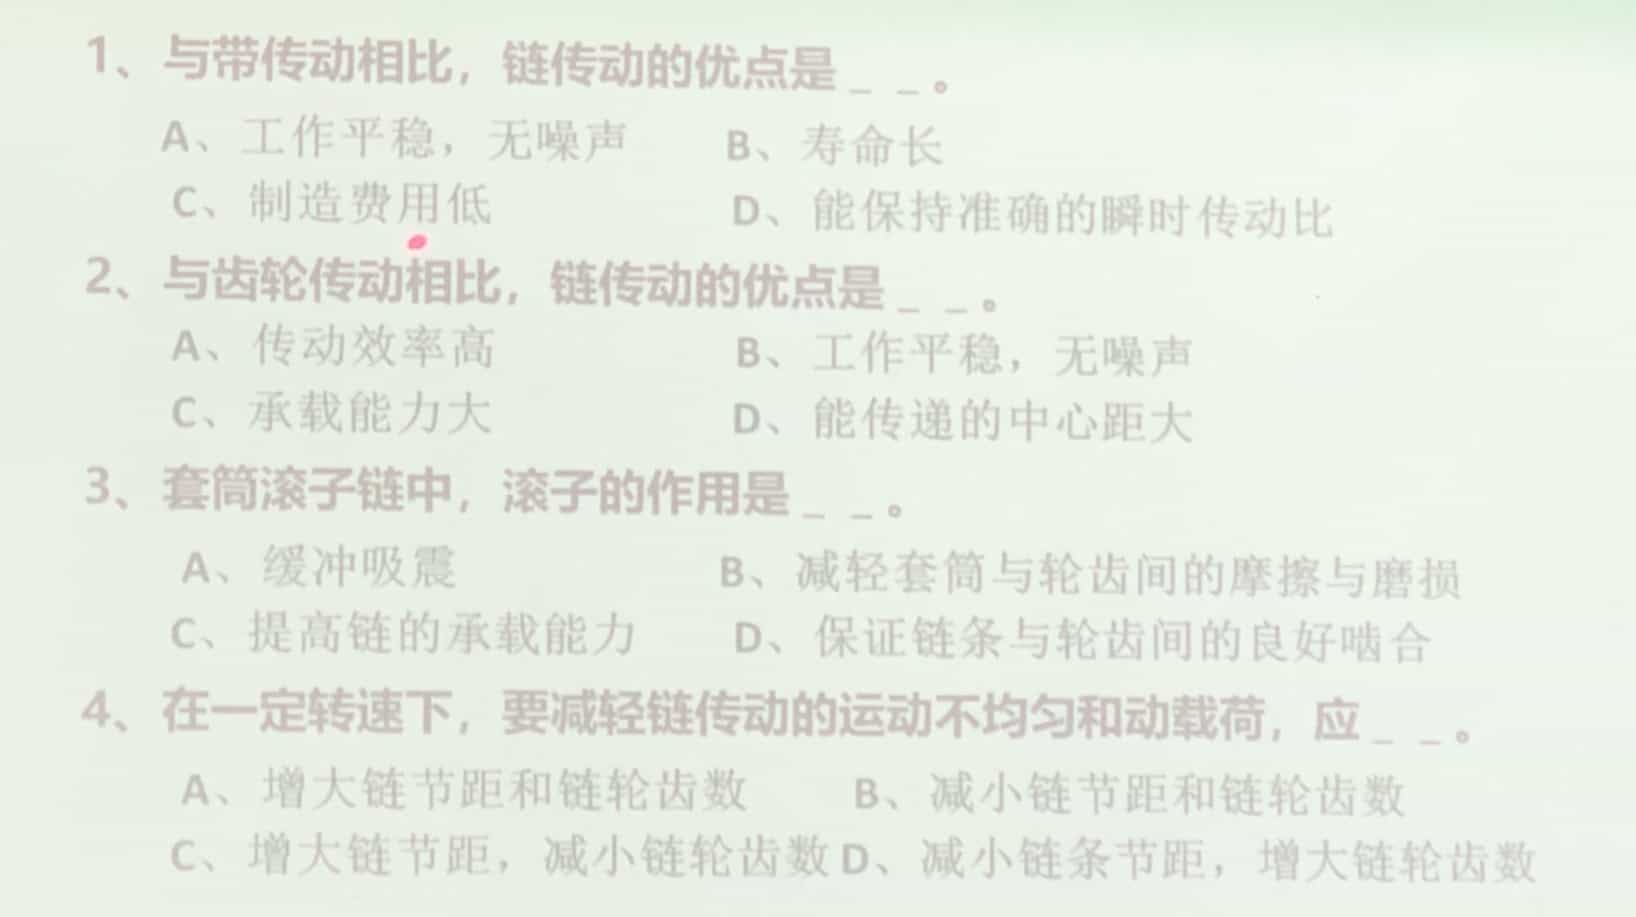 1、与带传动相比，链传动的优点是_ _。
A、工作平稳，无噪声 B、寿命长
C、制造费用低 D、能保持准确的瞬时传动比
2、与齿轮传动相比，链传动的优点是_ _。
A、传动效率高 B、工作平稳，无噪声
C、承载能力大 D、能传递的中心距大
3、套筒滚子链中，滚子的作用是_ _。
A、缓冲吸震 B、减轻套筒与轮齿间的摩擦与磨损
C、提高链的承载能力 D、保证链条与轮齿间的良好啮合
4、在一定转速下，要减轻链传动的运动不均匀和动载荷，应_ _。
A、增大链节距和链轮齿数 B、减小链节距和链轮齿数
C、增大链节距，减小链轮齿数 D、减小链条节距，增大链轮齿数